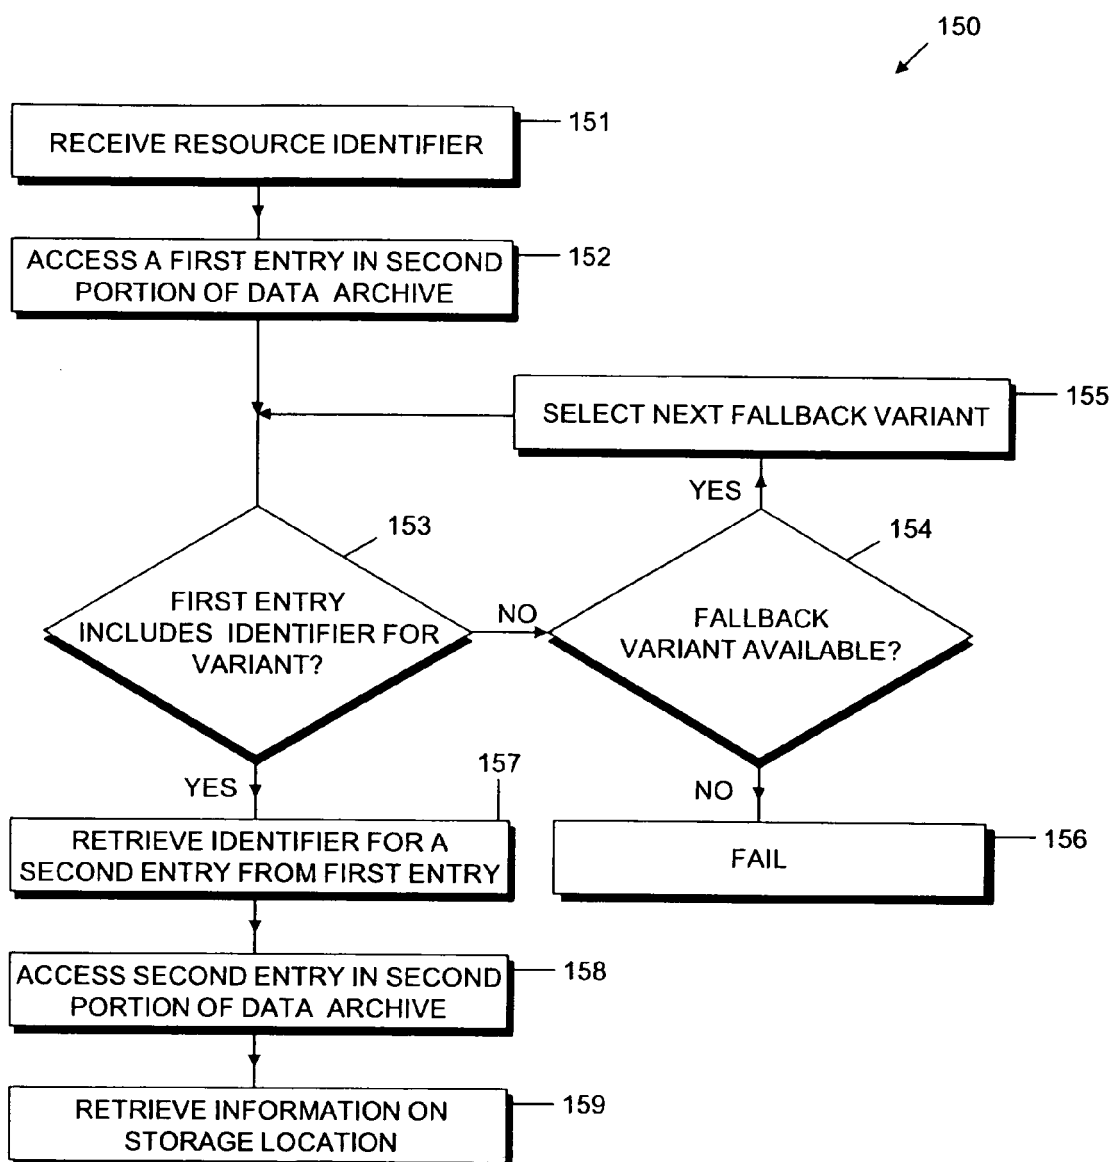 150
RECEIVE RESOURCE IDENTIFIER
151
ACCESS A FIRST ENTRY IN SECOND
PORTION OF DATA ARCHIVE
152
SELECT NEXT FALLBACK VARIANT
155
YES
153
154
FIRST ENTRY
INCLUDES IDENTIFIER FOR
VARIANT?
NO
FALLBACK
VARIANT AVAILABLE?
YES
157
NO
RETRIEVE IDENTIFIER FOR A
SECOND ENTRY FROM FIRST ENTRY
FAIL
156
ACCESS SECOND ENTRY IN SECOND
PORTION OF DATA ARCHIVE
158
RETRIEVE INFORMATION ON
STORAGE LOCATION
159